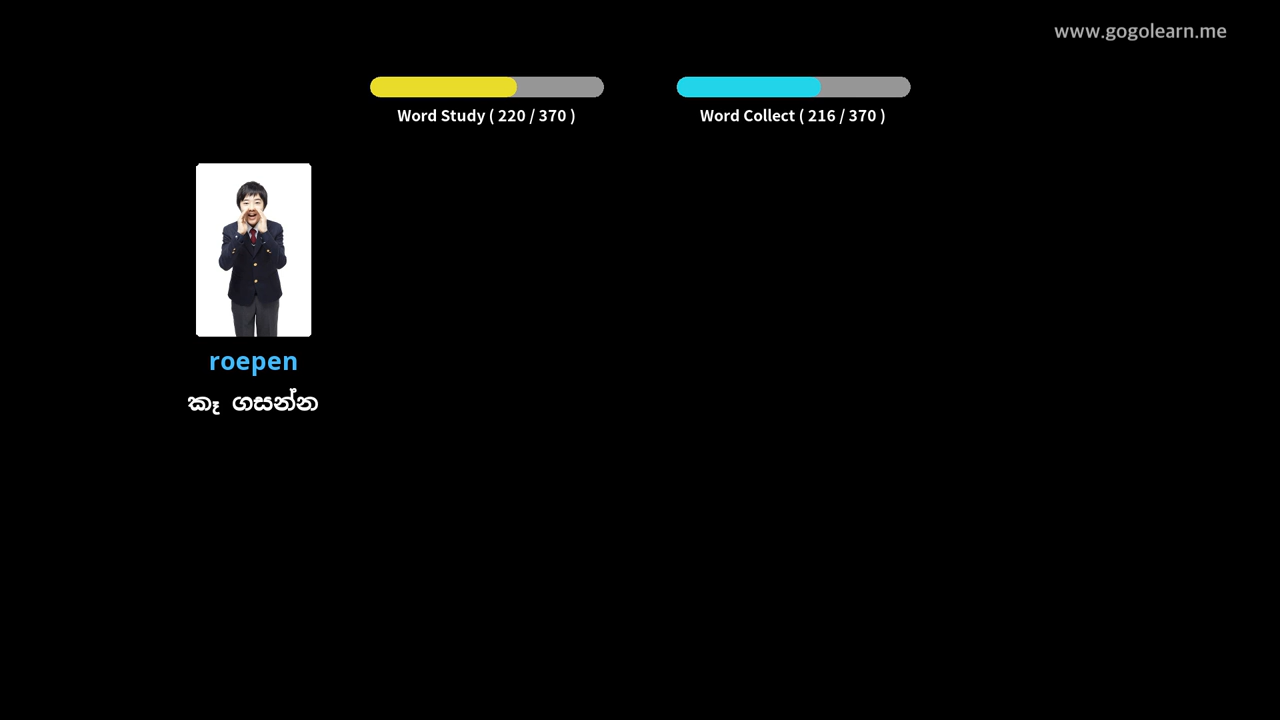 www.gogolearn.me
Word Study ( 220 / 370 )
Word Collect ( 216 / 370 )
roepen
කෑ ගසන්න